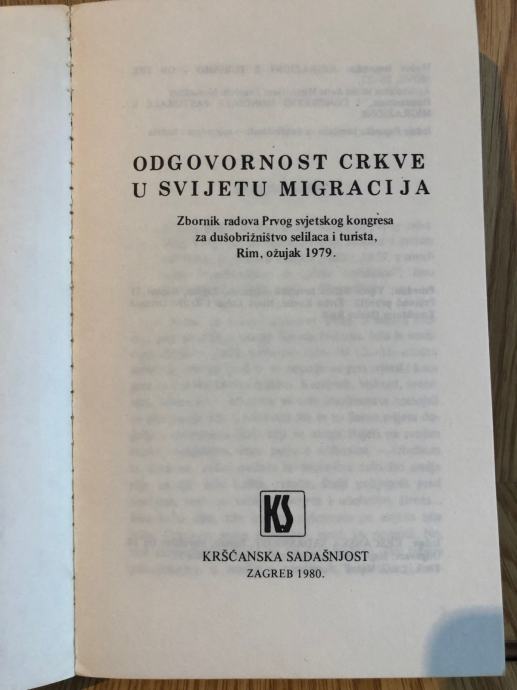 ODGOVORNOST CRKVE
U SVIJETU MIGRACIJA
Zbornik radova Prvog svjetskog kongresa
za dušobrižništvo selilaca i turista,
Rim, ožujak 1979.
KS
KRŠĆANSKA SADAŠNJOST
ZAGREB 1980.